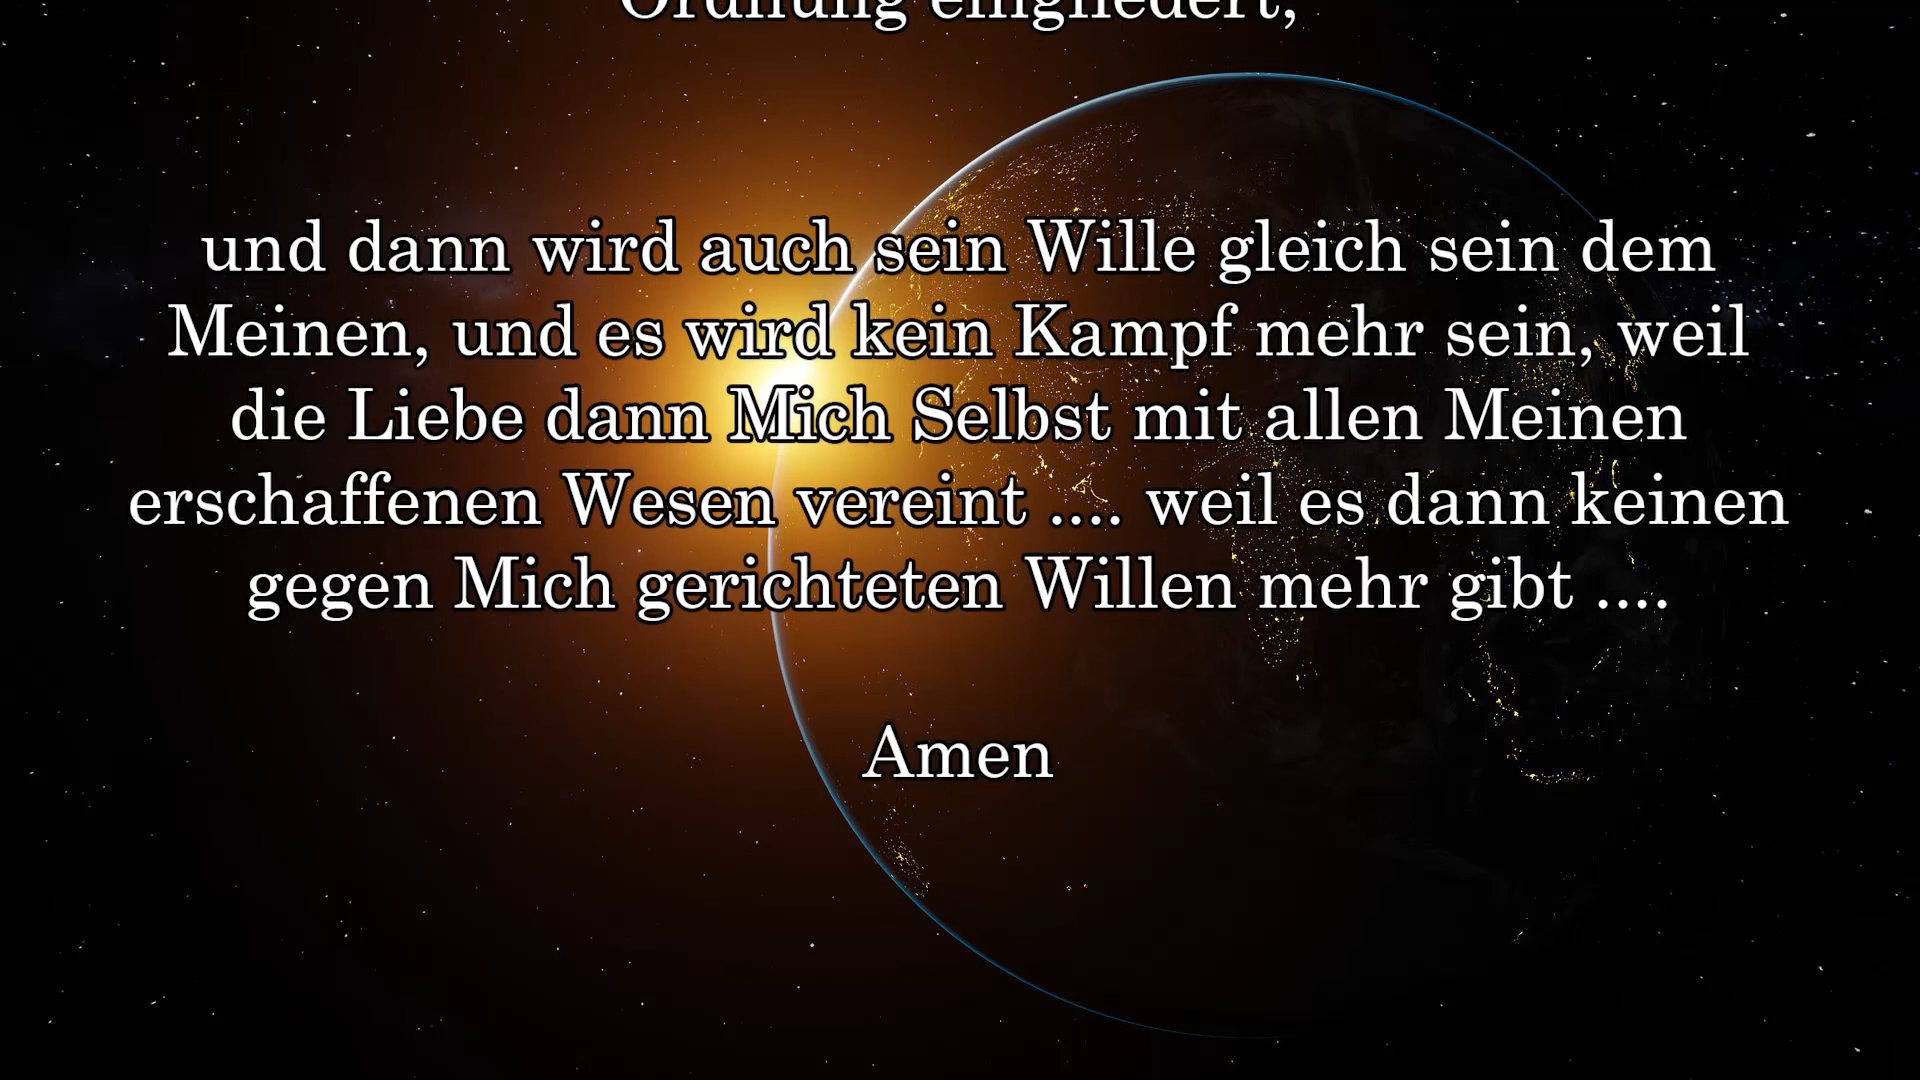 Ordnung eingliedert,
und dann wird auch sein Wille gleich sein dem
Meinen, und es wird kein Kampf mehr sein, weil
die Liebe dann Mich Selbst mit allen Meinen
erschaffenen Wesen vereint .... weil es dann keinen
gegen Mich gerichteten Willen mehr gibt ....
Amen